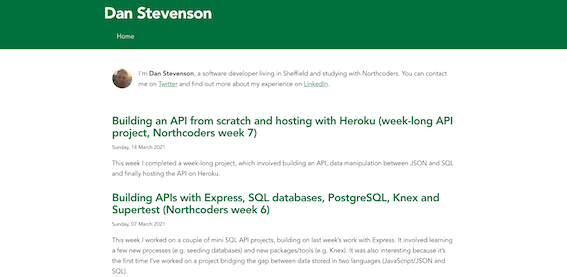 Dan Stevenson
Home
I'm Dan Stevenson, a software developer living in Sheffield and studying with Northcoders. You can contact
me on Twitter and find out more about my experience on LinkedIn.
Building an API from scratch and hosting with Heroku (week-long API
project, Northcoders week 7)
Sunday, 14 March 2021
This week I completed a week-long project, which involved building an API, data manipulation between JSON and SQL
and finally hosting the API on Heroku.
Building APIs with Express, SQL databases, PostgreSQL, Knex and
Supertest (Northcoders week 6)
Sunday, 07 March 2021
This week I worked on a couple of mini SQL API projects, building on last week's work with Express. It involved learning
a few new processes (e.g. seeding databases) and new packages/tools (e.g. Knex). It was also interesting because it's
the first time I've worked on a project bridging the gap between data stored in two languages (JavaScript/JSON and
SQL).